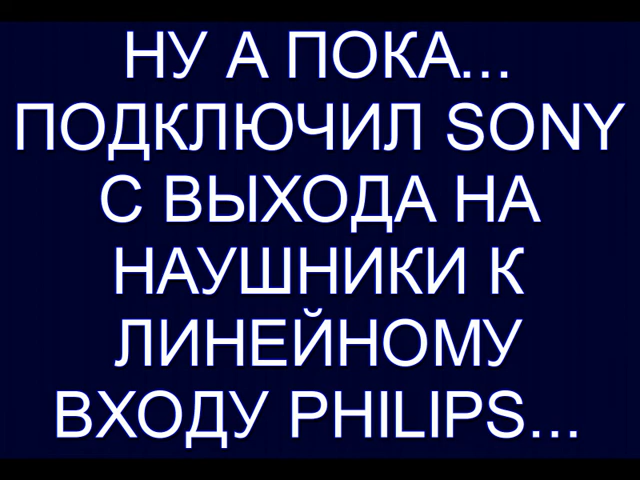 НУ А ПОКА...
ПОДКЛЮЧИЛ SONY
С ВЫХОДА НА
НАУШНИКИ К
ЛИНЕЙНОМУ
ВХОДУ PHILIPS...